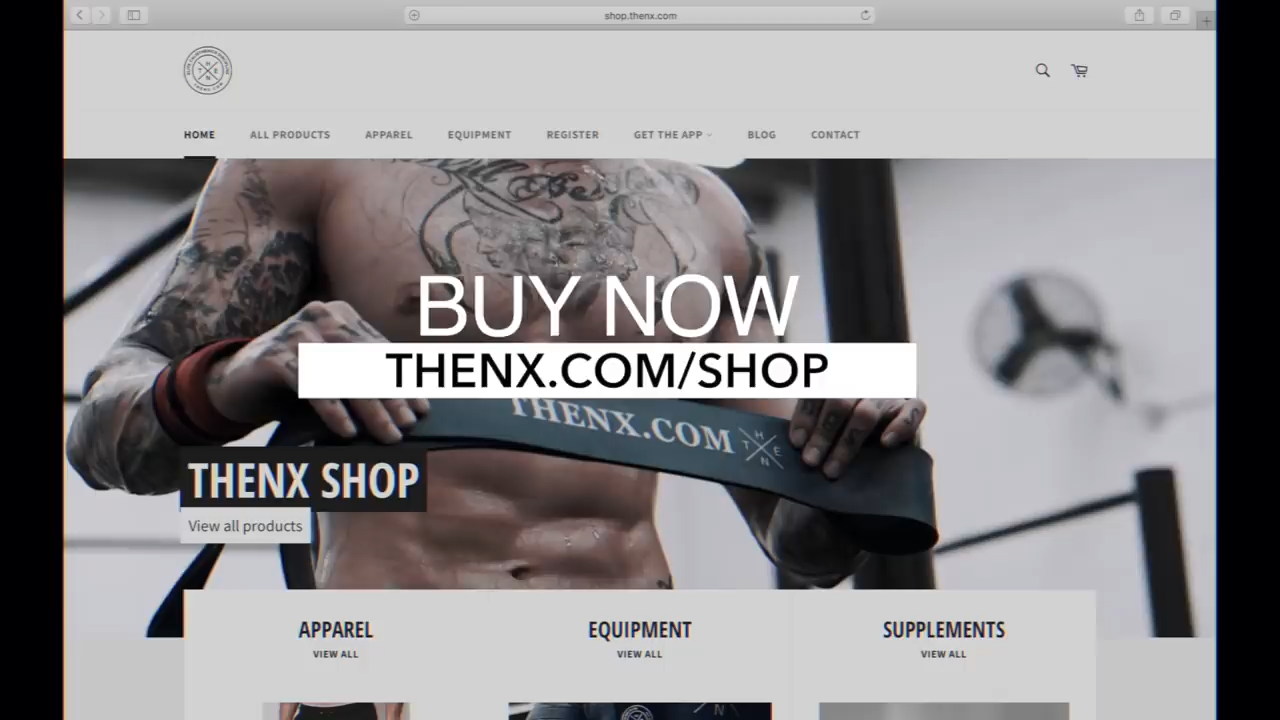 shop.thenx.com
HOME ALL PRODUCTS APPAREL EQUIPMENT REGISTER GET THE APP BLOG CONTACT
BUY NOW
THENX.COM/SHOP
THENX.COM
THENX SHOP
View all products
APPAREL EQUIPMENT SUPPLEMENTS
VIEW ALL VIEW ALL VIEW ALL